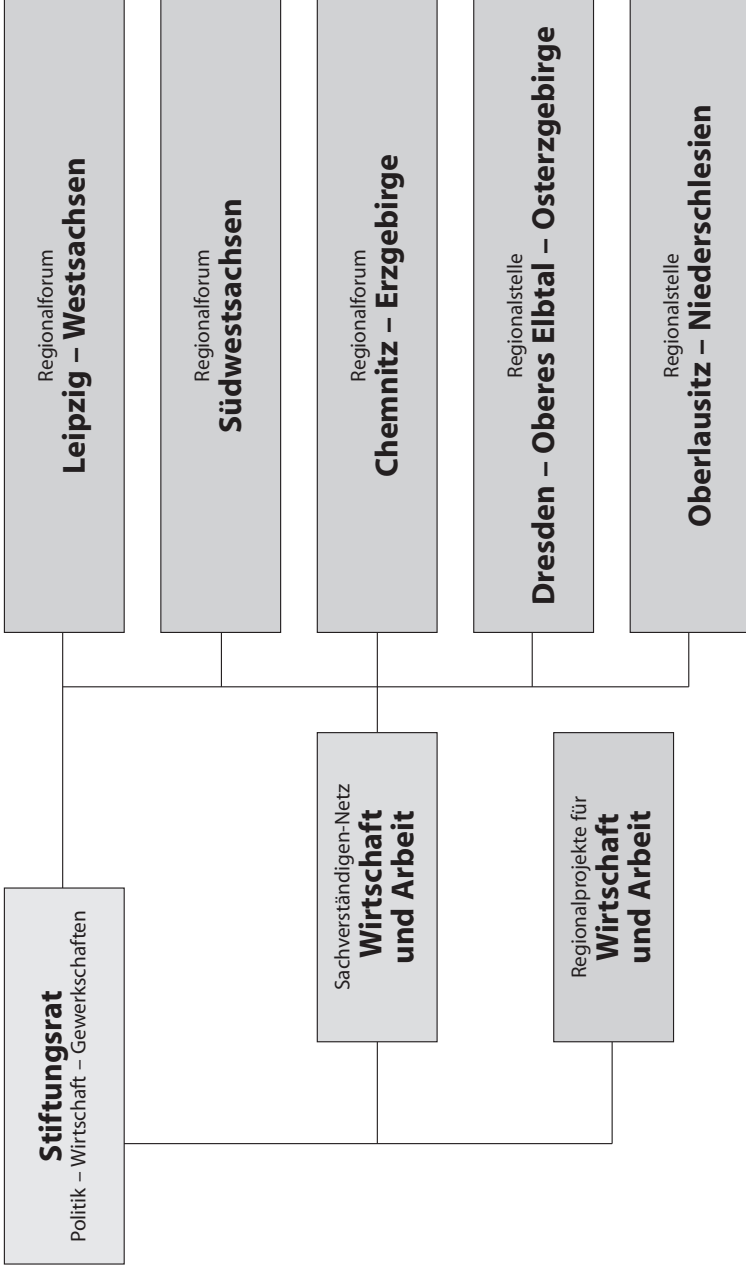 Stiftungsrat
Politik – Wirtschaft – Gewerkschaften
Sachverständigen-Netz
Wirtschaft
und Arbeit
Regionalprojekte für
Wirtschaft
und Arbeit
Regionalforum
Leipzig – Westsachsen
Regionalforum
Südwestsachsen
Regionalforum
Chemnitz – Erzgebirge
Regionalstelle
Dresden – Oberes Elbtal – Osterzgebirge
Regionalstelle
Oberlausitz – Niederschlesien